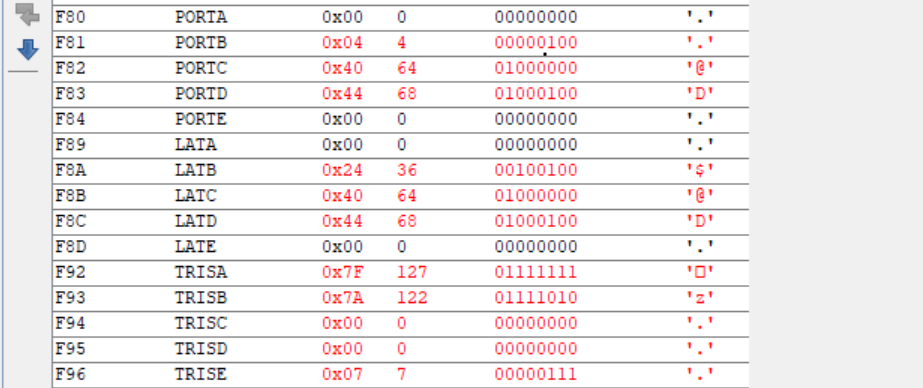 F80 PORTA 0x00 0 00000000 '.'
F81 PORTB 0x04 4 00000100 '.'
F82 PORTC 0x40 64 01000000 '@'
F83 PORTD 0x44 68 01000100 'D'
F84 PORTE 0x00 0 00000000 '.'
F89 LATA 0x00 0 00000000 '.'
F8A LATB 0x24 36 00100100 '$'
F8B LATC 0x40 64 01000000 '@'
F8C LATD 0x44 68 01000100 'D'
F8D LATE 0x00 0 00000000 '.'
F92 TRISA 0x7F 127 01111111 '□'
F93 TRISB 0x7A 122 01111010 'z'
F94 TRISC 0x00 0 00000000 '.'
F95 TRISD 0x00 0 00000000 '.'
F96 TRISE 0x07 7 00000111 '.'